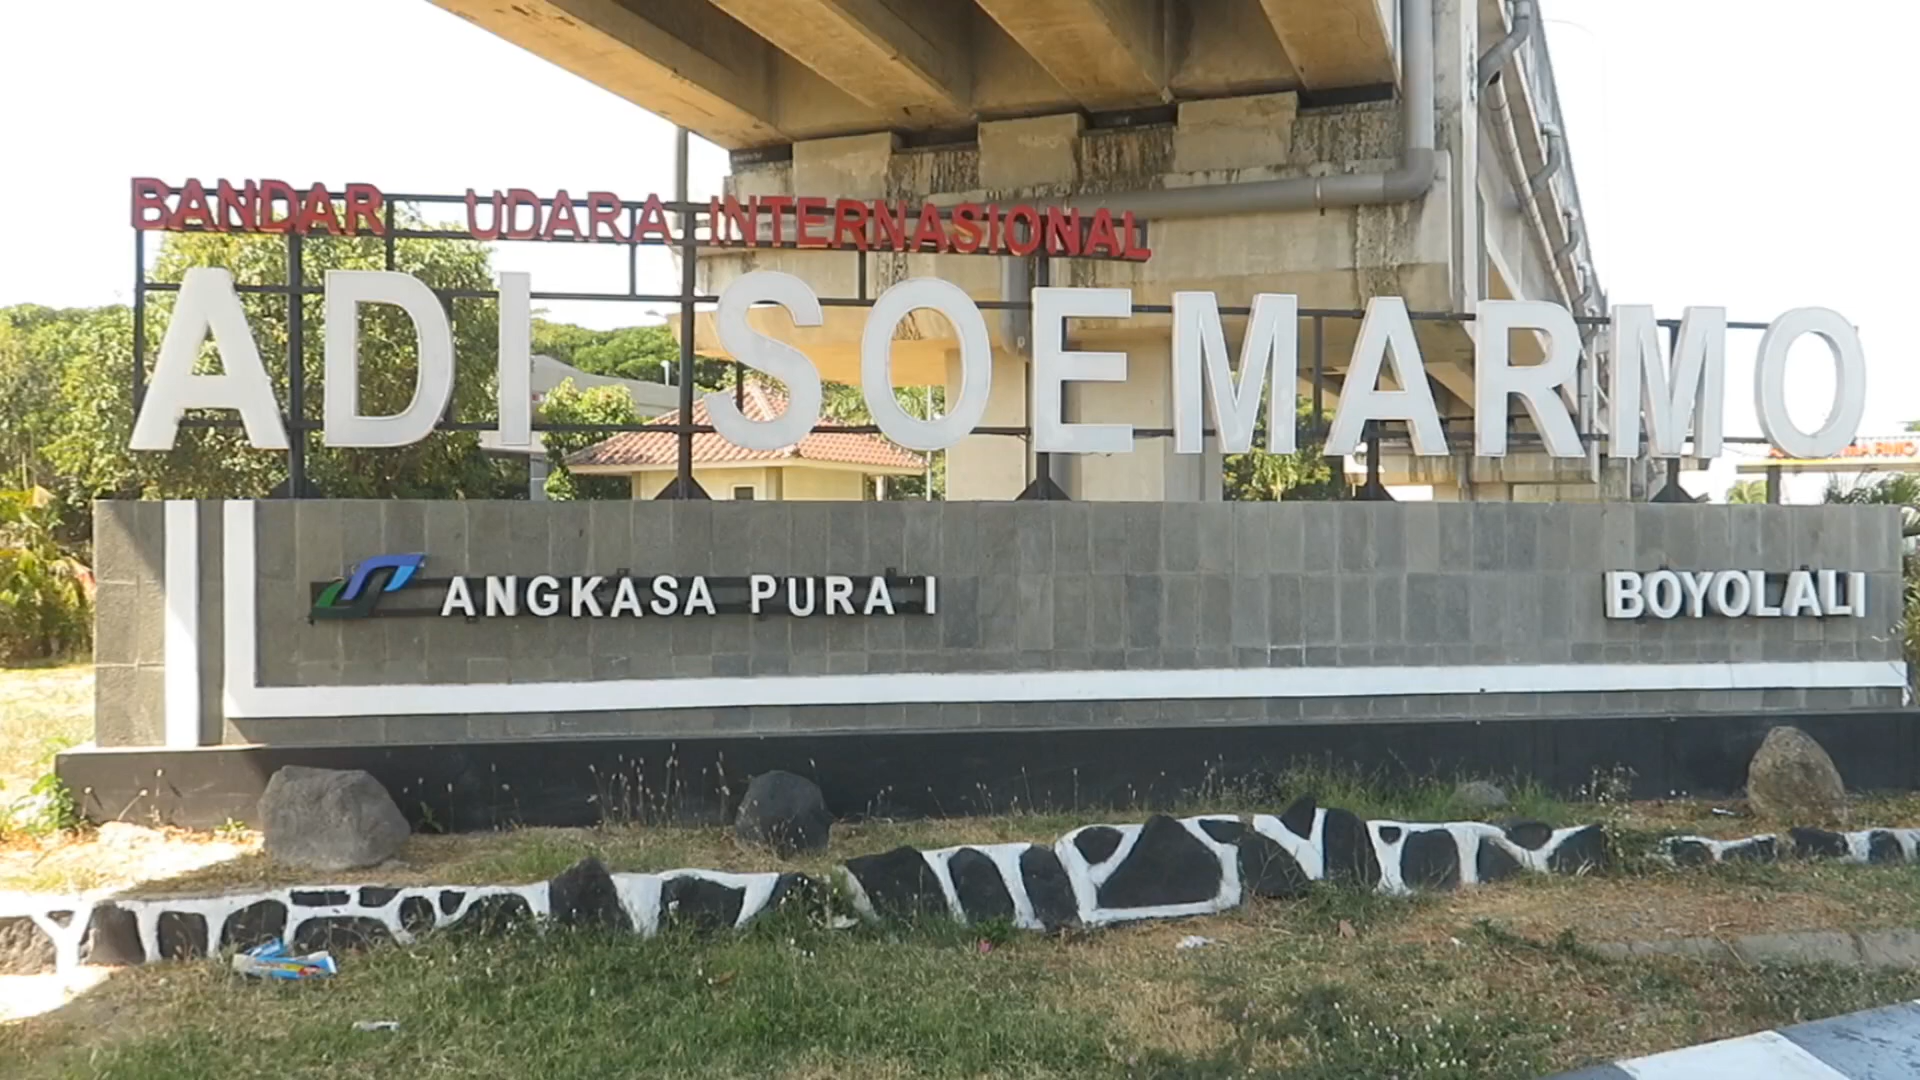 BANDAR UDARA INTERNASIONAL
ADI SOEMARMO
ANGKASA PURA I
BOYOLALI